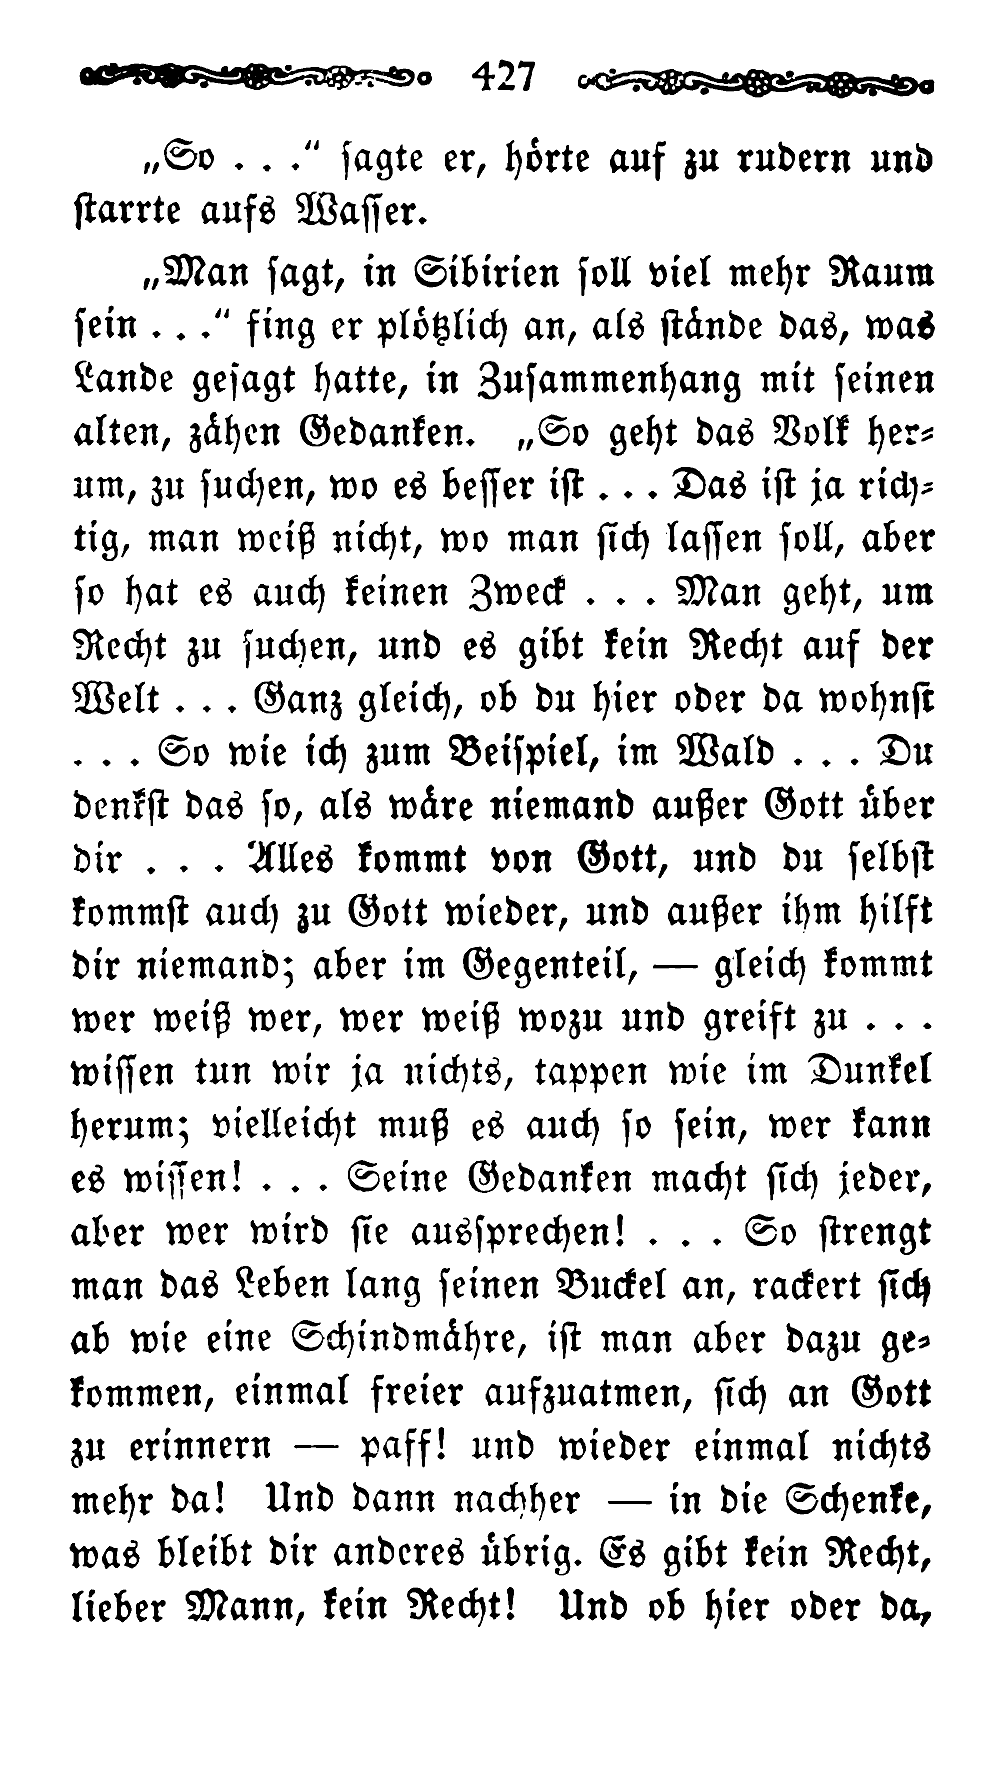 427
„So . . .“ sagte er, hörte auf zu rudern und
starrte aufs Wasser.
„Man sagt, in Sibirien soll viel mehr Raum
sein . . .“ fing er plötzlich an, als stände das, was
Lande gesagt hatte, in Zusammenhang mit seinen
alten, zähen Gedanken. „So geht das Volk her-
um, zu suchen, wo es besser ist . . . Das ist ja rich-
tig, man weiß nicht, wo man sich lassen soll, aber
so hat es auch keinen Zweck . . . Man geht, um
Recht zu suchen, und es gibt kein Recht auf der
Welt . . . Ganz gleich, ob du hier oder da wohnst
. . . So wie ich zum Beispiel, im Wald . . . Du
denkst das so, als wäre niemand außer Gott über
dir . . . Alles kommt von Gott, und du selbst
kommst auch zu Gott wieder, und außer ihm hilft
dir niemand; aber im Gegenteil, — gleich kommt
wer weiß wer, wer weiß wozu und greift zu . . .
wissen tun wir ja nichts, tappen wie im Dunkel
herum; vielleicht muß es auch so sein, wer kann
es wissen! . . . Seine Gedanken macht sich jeder,
aber wer wird sie aussprechen! . . . So strengt
man das Leben lang seinen Buckel an, rackert sich
ab wie eine Schindmähre, ist man aber dazu ge-
kommen, einmal freier aufzuatmen, sich an Gott
zu erinnern — paff! und wieder einmal nichts
mehr da! Und dann nachher — in die Schenke,
was bleibt dir anderes übrig. Es gibt kein Recht,
lieber Mann, kein Recht! Und ob hier oder da,